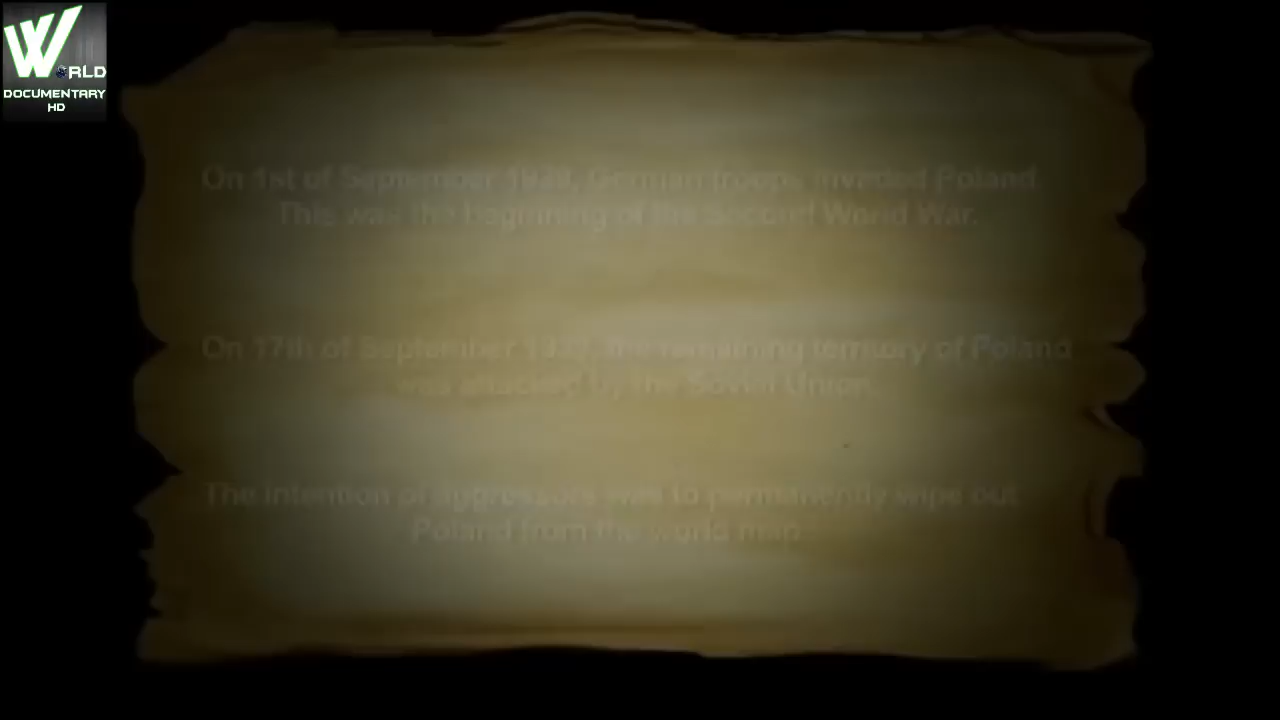 WORLD
DOCUMENTARY
HD
On 1st of September 1939, German troops invaded Poland.
This was the beginning of the Second World War.
On 17th of September 1939, the remaining territory of Poland
was attacked by the Soviet Union.
The intention of aggressors was to permanently wipe out
Poland from the world map.